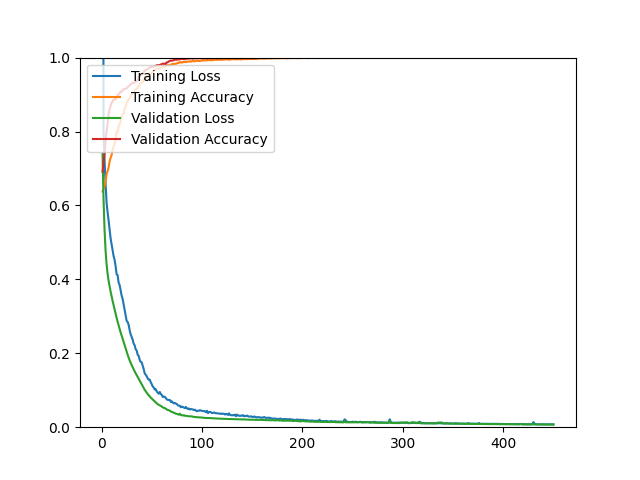 1.0
0.8
0.6
0.4
0.2
0.0
Training Loss
Training Accuracy
Validation Loss
Validation Accuracy
0 100 200 300 400